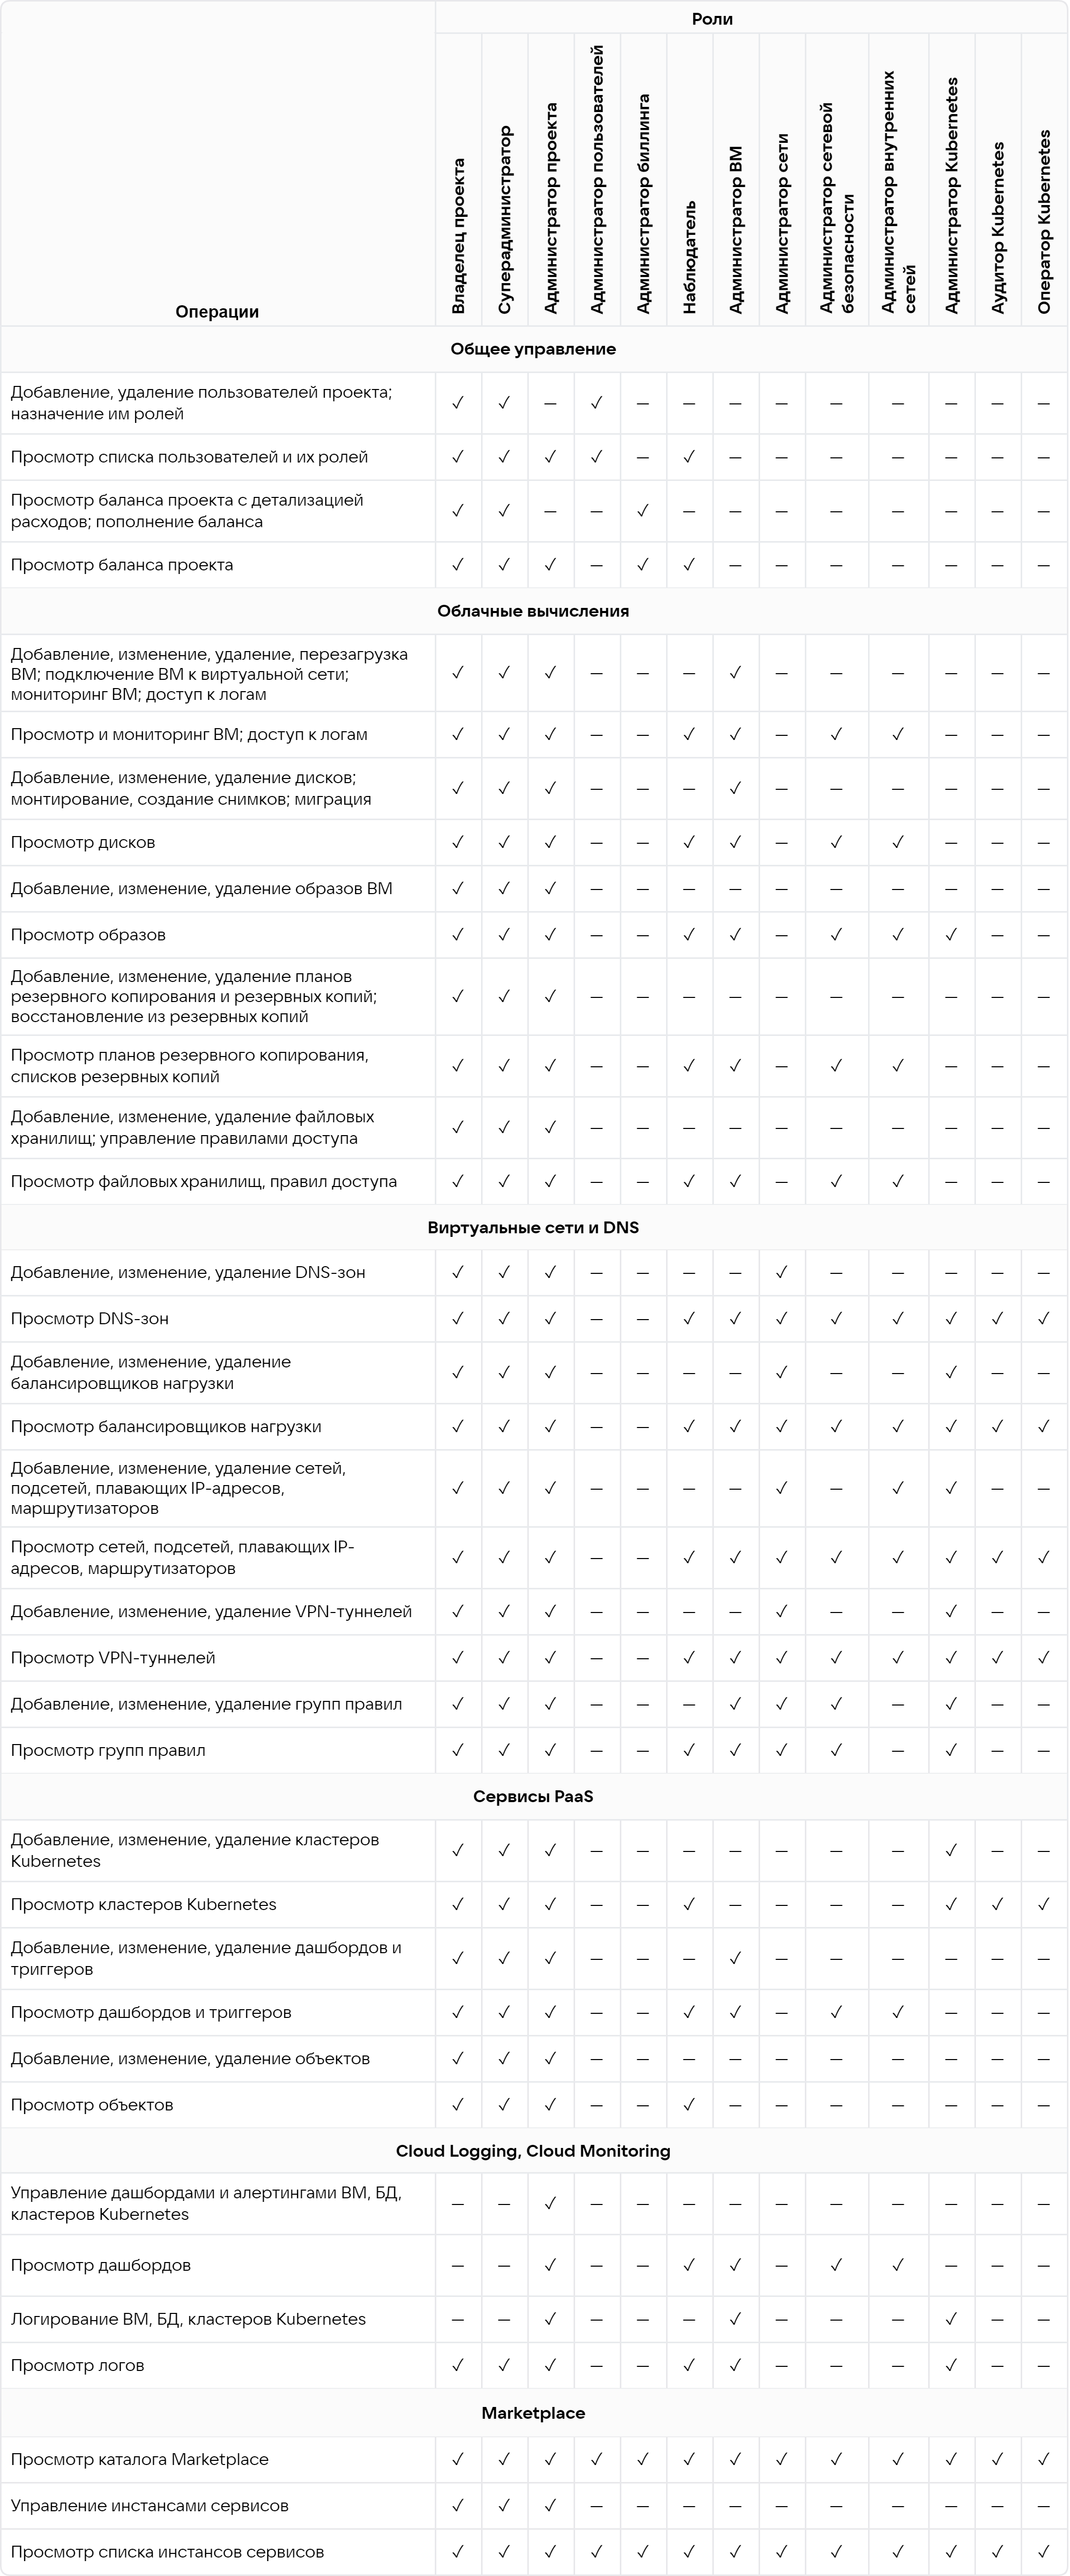 Роли
Операции
Владелец проекта
Суперадминистратор
Администратор проекта
Администратор пользователей
Администратор биллинга
Наблюдатель
Администратор ВМ
Администратор сети
Администратор сетевой
безопасности
Администратор внутренних
сетей
Администратор Kubernetes
Аудитор Kubernetes
Оператор Kubernetes
Общее управление
Добавление, удаление пользователей проекта;
назначение им ролей
✓ ✓ — ✓ — — — — — — — — —
Просмотр списка пользователей и их ролей ✓ ✓ ✓ ✓ — ✓ — — — — — — —
Просмотр баланса проекта с детализацией
расходов; пополнение баланса
✓ ✓ — — ✓ — — — — — — — —
Просмотр баланса проекта ✓ ✓ ✓ — ✓ ✓ — — — — — — —
Облачные вычисления
Добавление, изменение, удаление, перезагрузка
ВМ; подключение ВМ к виртуальной сети;
мониторинг ВМ; доступ к логам
✓ ✓ ✓ — — — ✓ — — — — — —
Просмотр и мониторинг ВМ; доступ к логам ✓ ✓ ✓ — — ✓ ✓ — ✓ ✓ — — —
Добавление, изменение, удаление дисков;
монтирование, создание снимков; миграция
✓ ✓ ✓ — — — ✓ — — — — — —
Просмотр дисков ✓ ✓ ✓ — — ✓ ✓ — ✓ ✓ — — —
Добавление, изменение, удаление образов ВМ ✓ ✓ ✓ — — — — — — — — — —
Просмотр образов ✓ ✓ ✓ — — ✓ ✓ — ✓ ✓ ✓ — —
Добавление, изменение, удаление планов
резервного копирования и резервных копий;
восстановление из резервных копий
✓ ✓ ✓ — — — — — — — — — —
Просмотр планов резервного копирования,
списков резервных копий
✓ ✓ ✓ — — ✓ ✓ — ✓ ✓ — — —
Добавление, изменение, удаление файловых
хранилищ; управление правилами доступа
✓ ✓ ✓ — — — — — — — — — —
Просмотр файловых хранилищ, правил доступа ✓ ✓ ✓ — — ✓ ✓ — ✓ ✓ — — —
Виртуальные сети и DNS
Добавление, изменение, удаление DNS-зон ✓ ✓ ✓ — — — — ✓ — — — — —
Просмотр DNS-зон ✓ ✓ ✓ — — ✓ ✓ ✓ ✓ ✓ ✓ ✓ ✓
Добавление, изменение, удаление
балансировщиков нагрузки
✓ ✓ ✓ — — — — ✓ — — ✓ — —
Просмотр балансировщиков нагрузки ✓ ✓ ✓ — — ✓ ✓ ✓ ✓ ✓ ✓ ✓ ✓
Добавление, изменение, удаление сетей,
подсетей, плавающих IP-адресов,
маршрутизаторов
✓ ✓ ✓ — — — — ✓ — ✓ ✓ — —
Просмотр сетей, подсетей, плавающих IP-
адресов, маршрутизаторов
✓ ✓ ✓ — — ✓ ✓ ✓ ✓ ✓ ✓ ✓ ✓
Добавление, изменение, удаление VPN-туннелей ✓ ✓ ✓ — — — — ✓ — — ✓ — —
Просмотр VPN-туннелей ✓ ✓ ✓ — — ✓ ✓ ✓ ✓ ✓ ✓ ✓ ✓
Добавление, изменение, удаление групп правил ✓ ✓ ✓ — — — ✓ ✓ ✓ — ✓ — —
Просмотр групп правил ✓ ✓ ✓ — — ✓ ✓ ✓ ✓ — ✓ — —
Сервисы PaaS
Добавление, изменение, удаление кластеров
Kubernetes
✓ ✓ ✓ — — — — — — — ✓ — —
Просмотр кластеров Kubernetes ✓ ✓ ✓ — — ✓ — — — — ✓ ✓ ✓
Добавление, изменение, удаление дашбордов и
триггеров
✓ ✓ ✓ — — — ✓ — — — — — —
Просмотр дашбордов и триггеров ✓ ✓ ✓ — — ✓ ✓ — ✓ ✓ — — —
Добавление, изменение, удаление объектов ✓ ✓ ✓ — — — — — — — — — —
Просмотр объектов ✓ ✓ ✓ — — ✓ — — — — — — —
Cloud Logging, Cloud Monitoring
Управление дашбордами и алертингами ВМ, БД,
кластеров Kubernetes
— — ✓ — — — — — — — — — —
Просмотр дашбордов — — ✓ — — ✓ ✓ — ✓ ✓ — — —
Логирование ВМ, БД, кластеров Kubernetes — — ✓ — — — ✓ — — — ✓ — —
Просмотр логов ✓ ✓ ✓ — — ✓ ✓ — — — ✓ — —
Marketplace
Просмотр каталога Marketplace ✓ ✓ ✓ ✓ ✓ ✓ ✓ ✓ ✓ ✓ ✓ ✓ ✓
Управление инстансами сервисов ✓ ✓ ✓ — — — — — — — — — —
Просмотр списка инстансов сервисов ✓ ✓ ✓ ✓ ✓ ✓ ✓ ✓ ✓ ✓ ✓ ✓ ✓